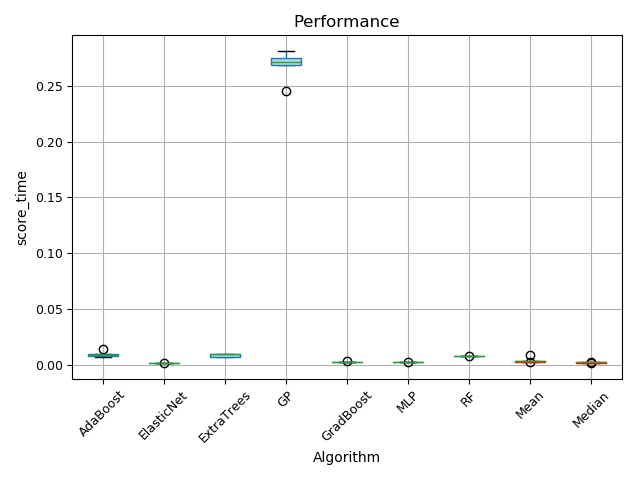 Performance
score_time
0.25
0.20
0.15
0.10
0.05
0.00
AdaBoost
ElasticNet
ExtraTrees
GP
GradBoost
MLP
RF
Mean
Median
Algorithm